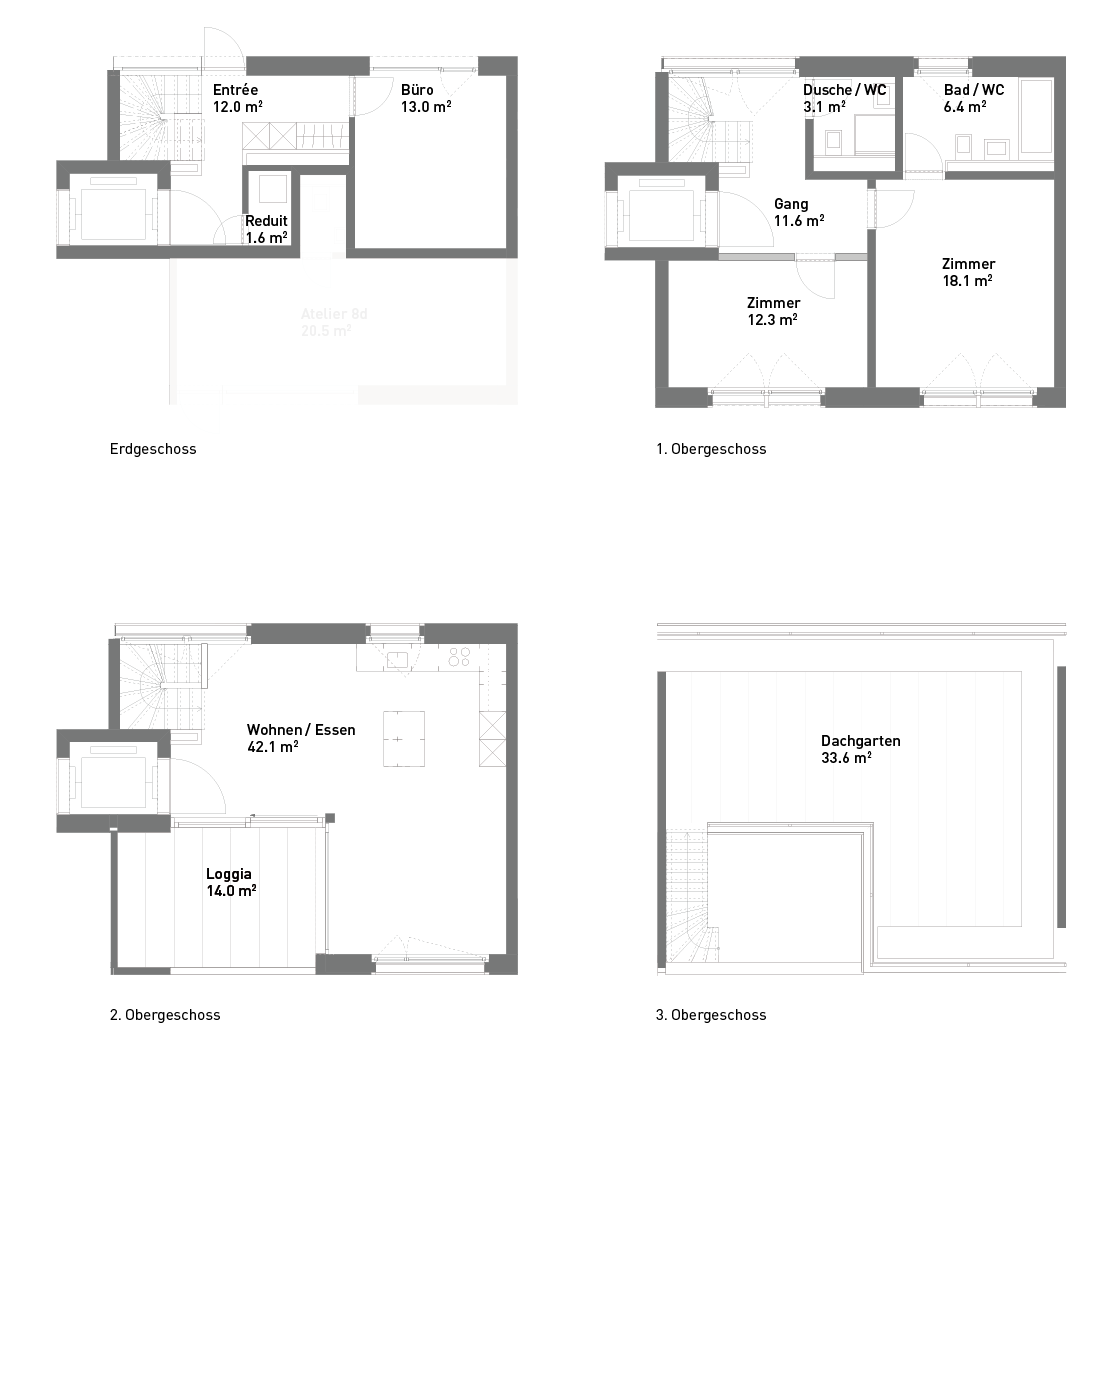 Entrée
12.0 m²
Büro
13.0 m²
Reduit
1.6 m²
Atelier 8d
20.5 m²
Erdgeschoss
Dusche / WC
3.1 m²
Bad / WC
6.4 m²
Gang
11.6 m²
Zimmer
18.1 m²
Zimmer
12.3 m²
1. Obergeschoss
Wohnen / Essen
42.1 m²
Loggia
14.0 m²
2. Obergeschoss
Dachgarten
33.6 m²
3. Obergeschoss